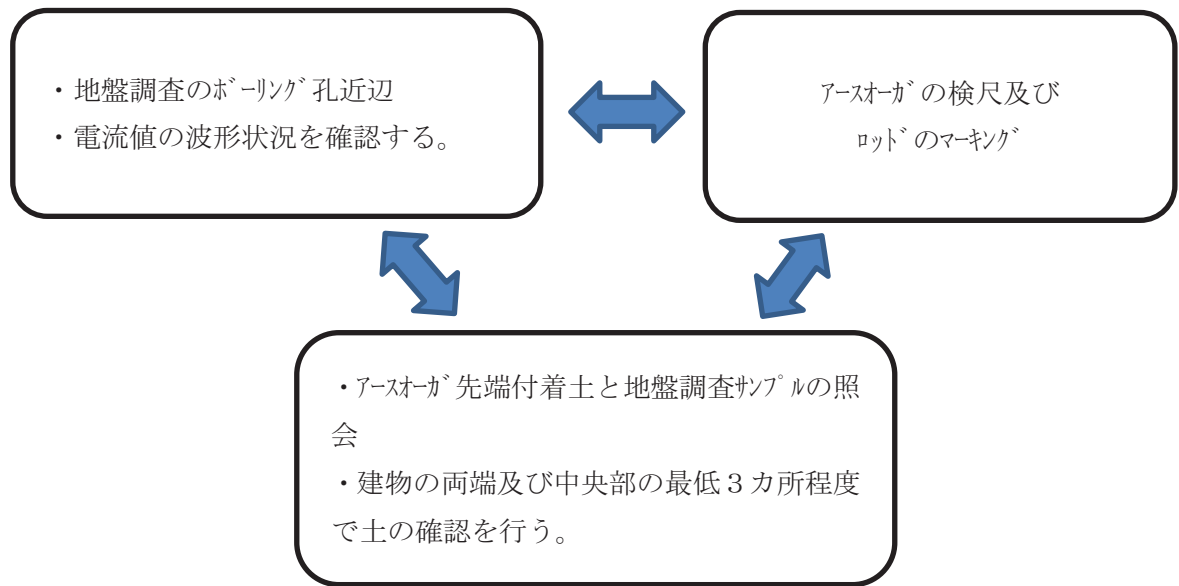 ・地盤調査のﾎﾞｰﾘﾝｸﾞ孔近辺
・電流値の波形状況を確認する。
ｱｰｽｵｰｶﾞの検尺及び
ﾛｯﾄﾞのﾏｰｷﾝｸﾞ
・ｱｰｽｵｰｶﾞ先端付着土と地盤調査ｻﾝﾌﾟﾙの照
会
・建物の両端及び中央部の最低３カ所程度
で土の確認を行う。